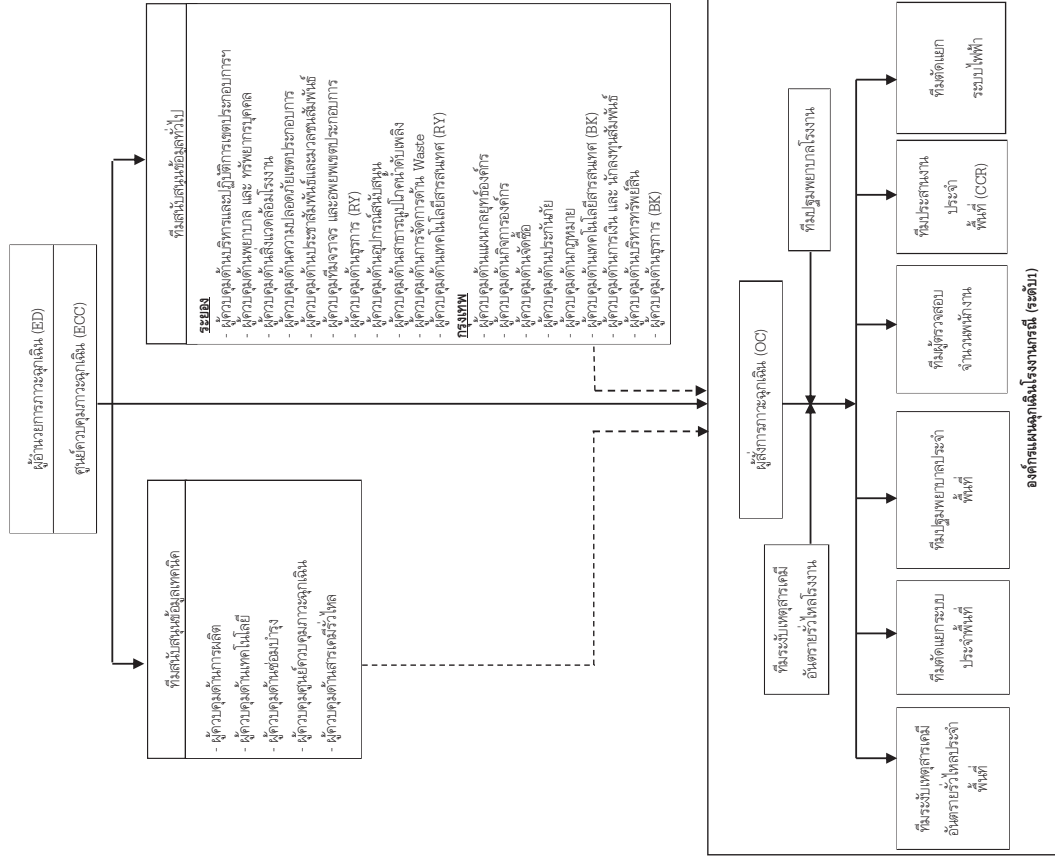 ผู้อำนวยการภาวะฉุกเฉิน (ED)
ศูนย์ควบคุมภาวะฉุกเฉิน (ECC)
ทีมสนับสนุนข้อมูลเทคนิค
- ผู้ควบคุมด้านการผลิต
- ผู้ควบคุมด้านเทคโนโลยี
- ผู้ควบคุมด้านซ่อมบำรุง
- ผู้ควบคุมศูนย์ควบคุมภาวะฉุกเฉิน
- ผู้ควบคุมด้านสารเคมีรั่วไหล
ทีมสนับสนุนข้อมูลทั่วไป
ระยอง
- ผู้ควบคุมด้านบริหารและปฏิบัติการเขตประกอบการฯ
- ผู้ควบคุมด้านพยาบาล และ ทรัพยากรบุคคล
- ผู้ควบคุมด้านสิ่งแวดล้อมโรงงาน
- ผู้ควบคุมด้านความปลอดภัยเขตประกอบการ
- ผู้ควบคุมด้านประชาสัมพันธ์และมวลชนสัมพันธ์
- ผู้ควบคุมทีมจราจร และอพยพเขตประกอบการ
- ผู้ควบคุมด้านธุรการ (RY)
- ผู้ควบคุมด้านอุปกรณ์สนับสนุน
- ผู้ควบคุมด้านสาธารณูปโภคน้ำดับเพลิง
- ผู้ควบคุมด้านการจัดการด้าน Waste
- ผู้ควบคุมด้านเทคโนโลยีสารสนเทศ (RY)
กรุงเทพ
- ผู้ควบคุมด้านแผนกลยุทธ์องค์กร
- ผู้ควบคุมด้านกิจการองค์กร
- ผู้ควบคุมด้านจัดซื้อ
- ผู้ควบคุมด้านประกันภัย
- ผู้ควบคุมด้านกฎหมาย
- ผู้ควบคุมด้านเทคโนโลยีสารสนเทศ (BK)
- ผู้ควบคุมด้านการเงิน และ นักลงทุนสัมพันธ์
- ผู้ควบคุมด้านบริหารทรัพย์สิน
- ผู้ควบคุมด้านธุรการ (BK)
ผู้สั่งการภาวะฉุกเฉิน (OC)
ทีมระงับเหตุสารเคมี
อันตรายรั่วไหลโรงงาน
ทีมปฐมพยาบาลโรงงาน
ทีมระงับเหตุสารเคมี
อันตรายรั่วไหลประจำ
พื้นที่
ทีมตัดแยกระบบ
ประจำพื้นที่
ทีมปฐมพยาบาลประจำ
พื้นที่
ทีมผู้ตรวจสอบ
จำนวนพนักงาน
ทีมประสานงาน
ประจำ
พื้นที่ (CCR)
ทีมตัดแยก
ระบบไฟฟ้า
องค์กรแผนฉุกเฉินโรงงานกรณี (ระดับ1)